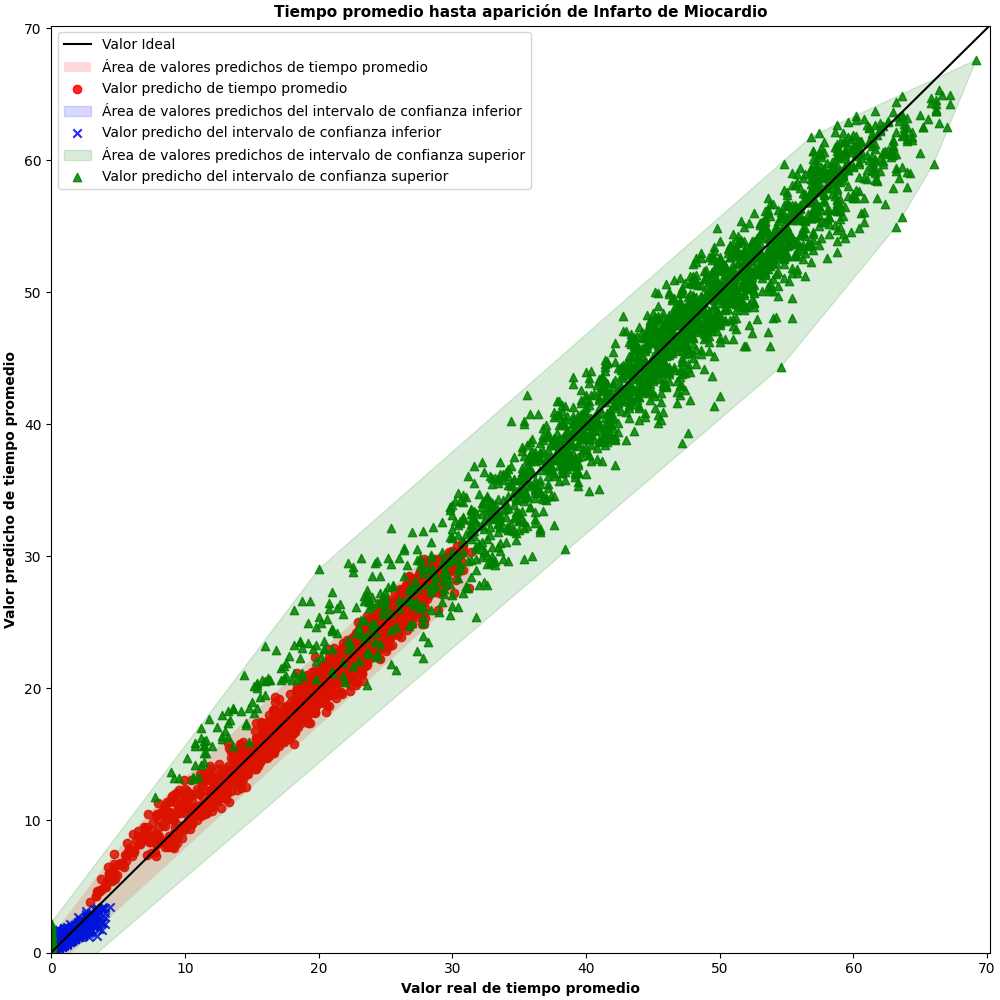 Tiempo promedio hasta aparición de Infarto de Miocardio
Valor Ideal
Área de valores predichos de tiempo promedio
Valor predicho de tiempo promedio
Área de valores predichos del intervalo de confianza inferior
Valor predicho del intervalo de confianza inferior
Área de valores predichos de intervalo de confianza superior
Valor predicho del intervalo de confianza superior
Valor predicho de tiempo promedio
70
60
50
40
30
20
10
0
0 10 20 30 40 50 60 70
Valor real de tiempo promedio